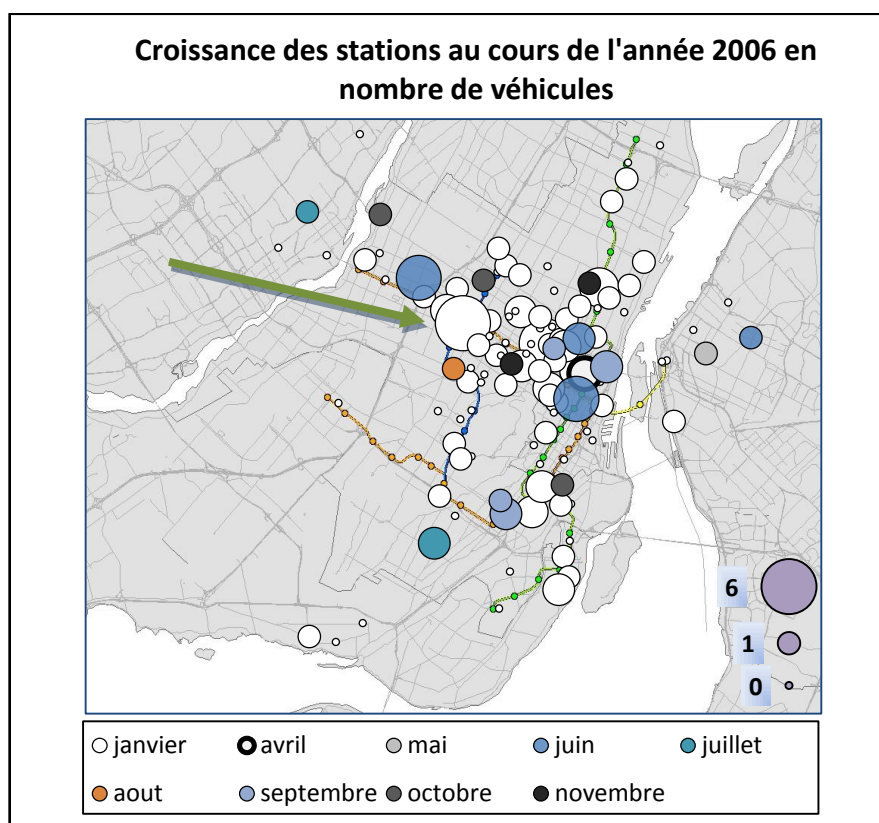 Croissance des stations au cours de l'année 2006 en
nombre de véhicules
6
1
0
janvier avril mai juin juillet
aout septembre octobre novembre